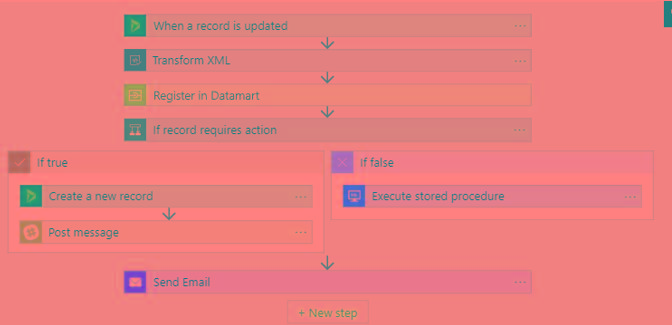 When a record is updated
Transform XML
Register in Datamart
If record requires action
If true
If false
Create a new record
Execute stored procedure
Post message
Send Email
+ New step